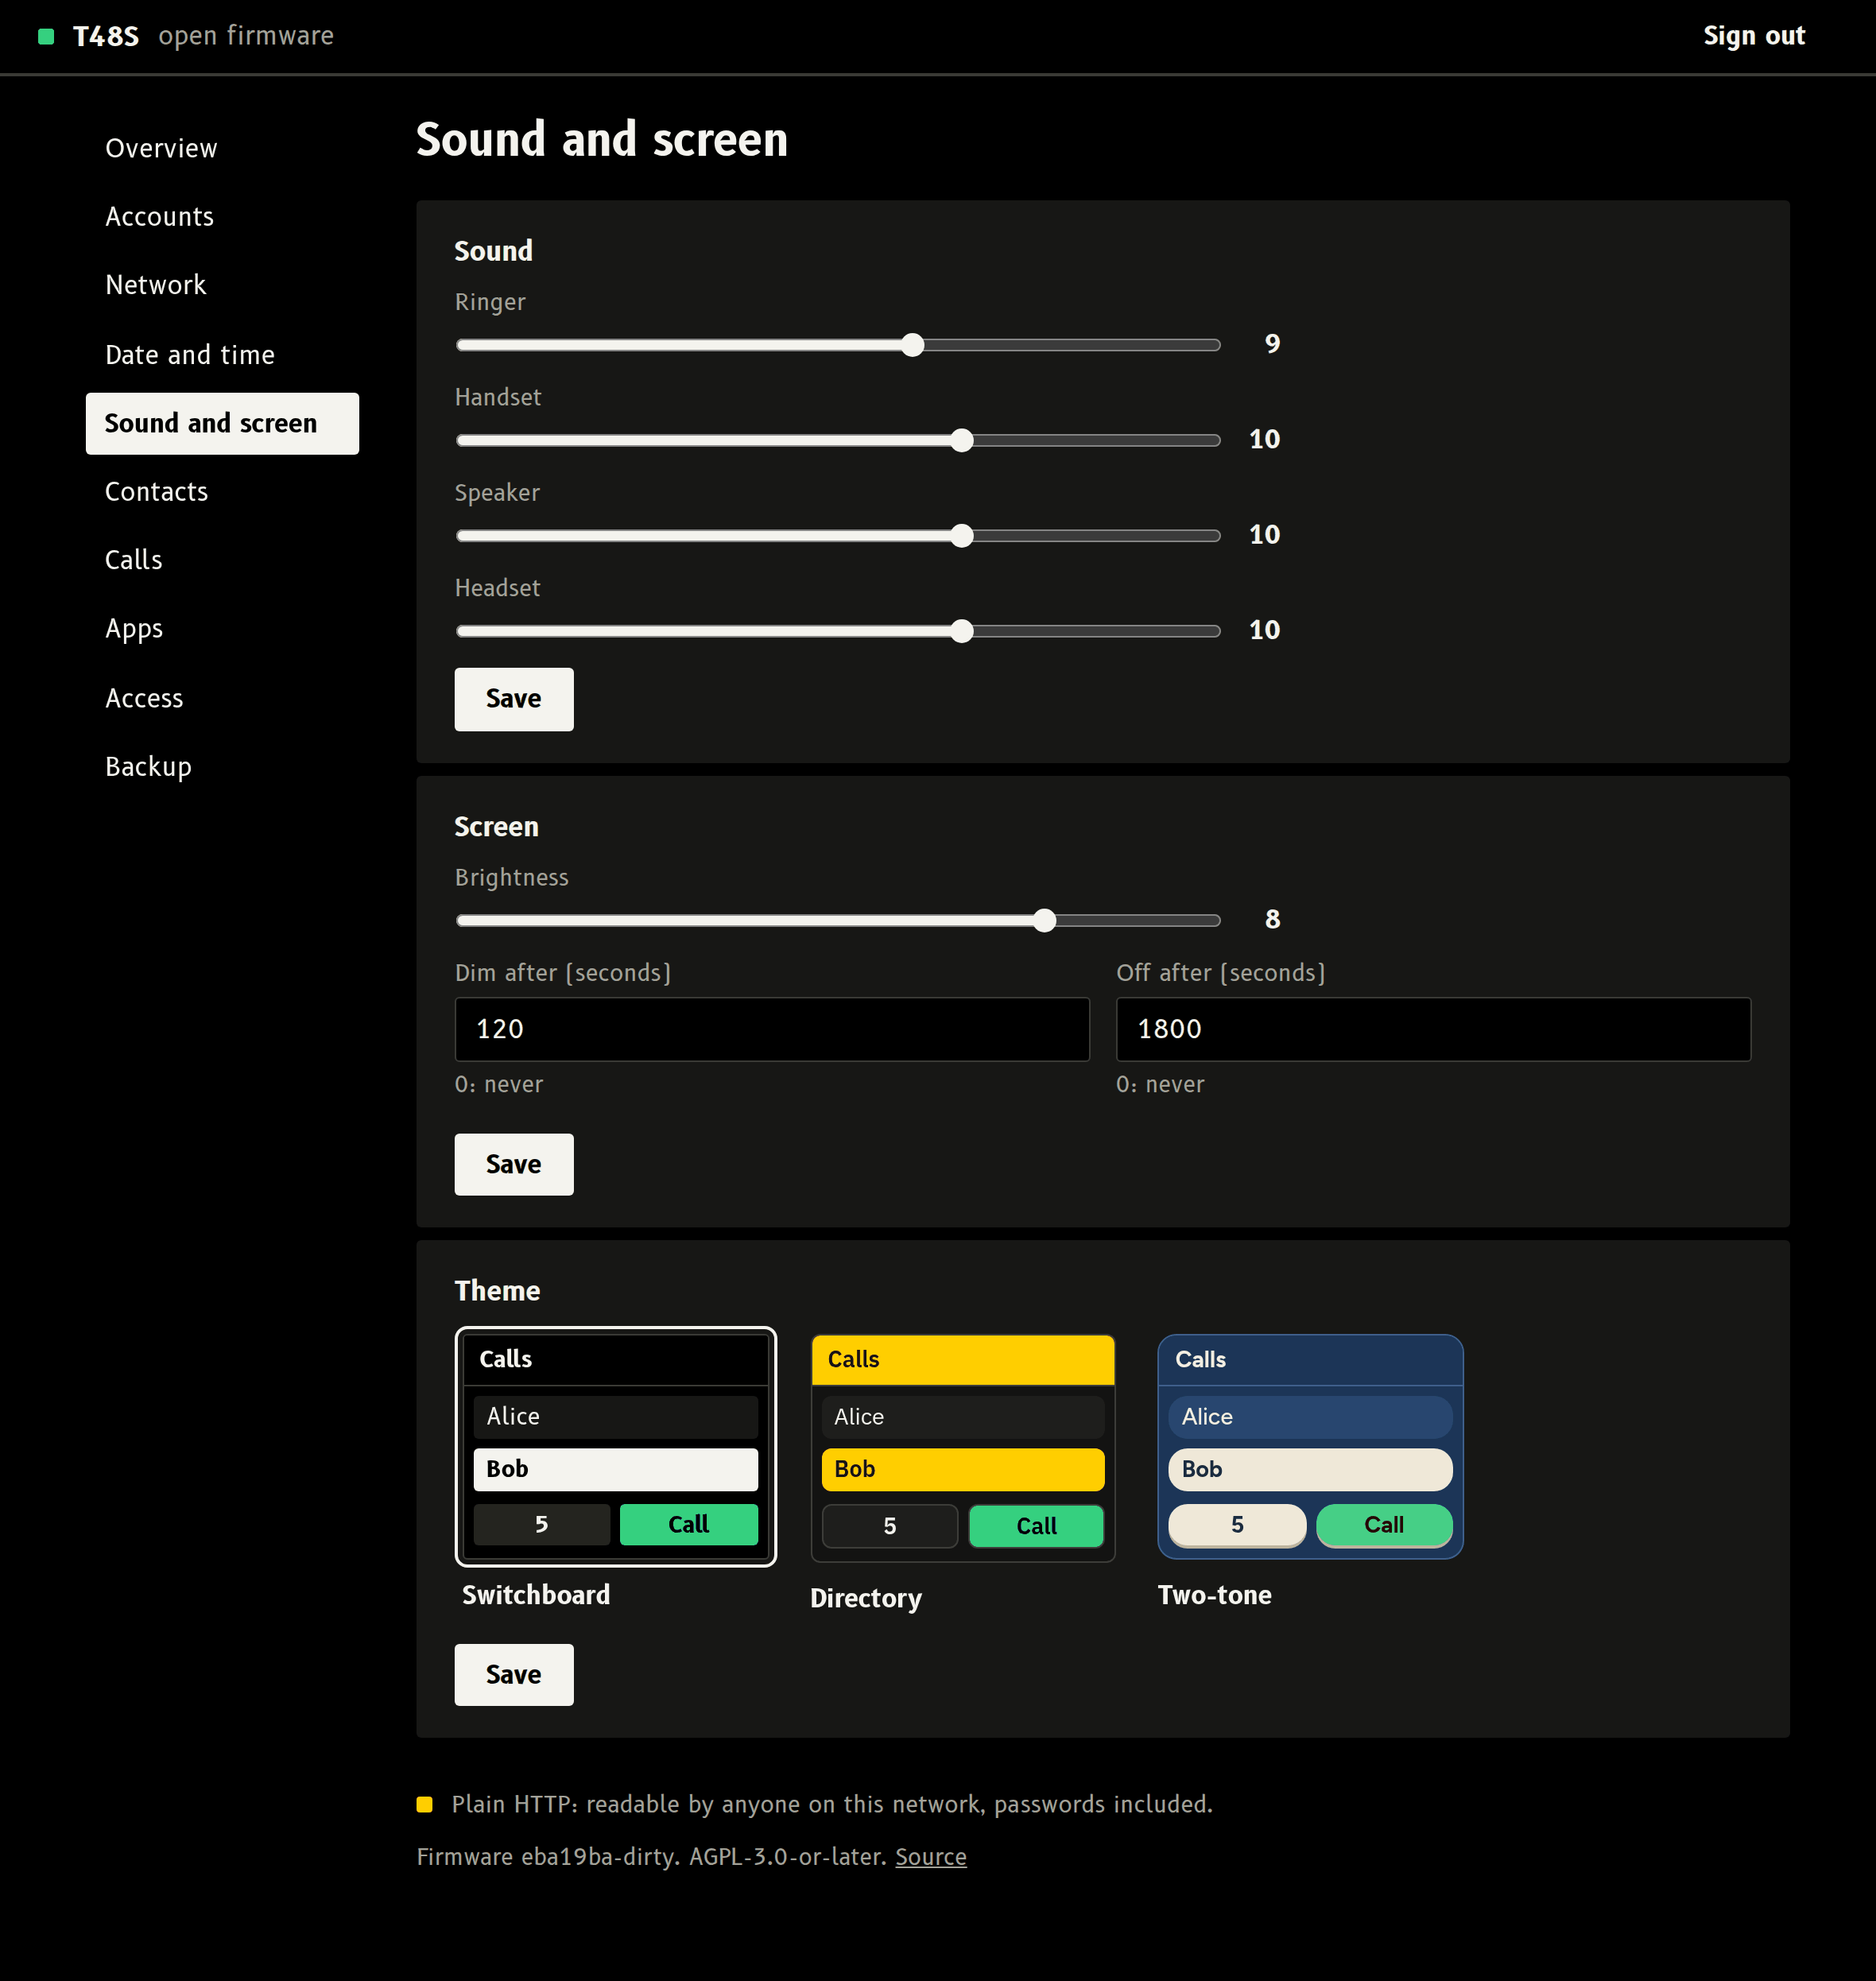 T48S open firmware
Sign out
Overview
Accounts
Network
Date and time
Sound and screen
Contacts
Calls
Apps
Access
Backup
Sound and screen
Sound
Ringer
9
Handset
10
Speaker
10
Headset
10
Save
Screen
Brightness
8
Dim after (seconds)
120
0: never
Off after (seconds)
1800
0: never
Save
Theme
Calls
Alice
Bob
5 Call
Switchboard
Calls
Alice
Bob
5 Call
Directory
Calls
Alice
Bob
5 Call
Two-tone
Save
Plain HTTP: readable by anyone on this network, passwords included.
Firmware eba19ba-dirty. AGPL-3.0-or-later. Source